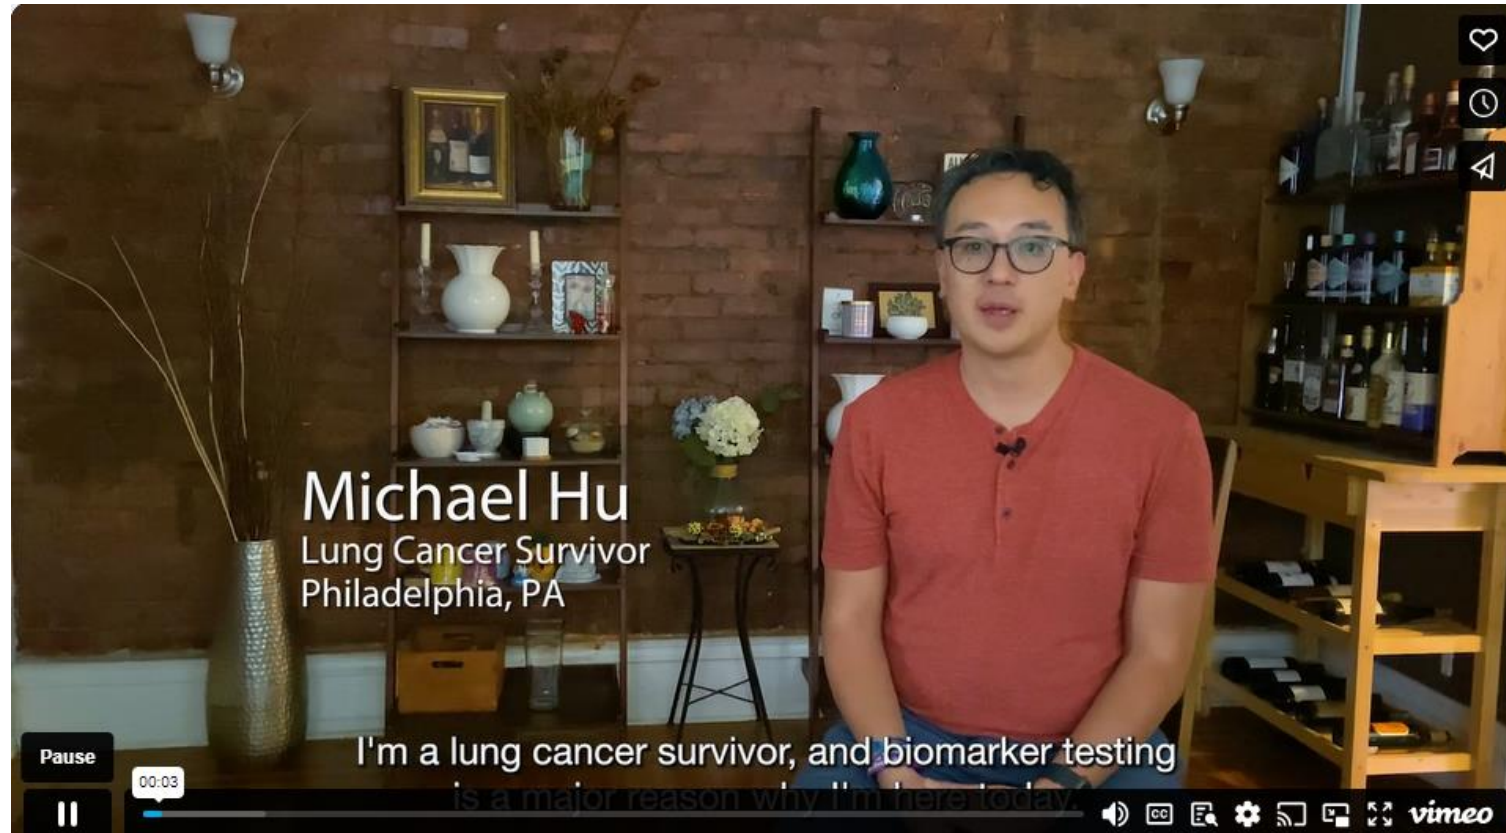 Michael Hu
Lung Cancer Survivor
Philadelphia, PA
I'm a lung cancer survivor, and biomarker testing
is a major reason why I'm here today.
Pause
00:03
CC
vimeo